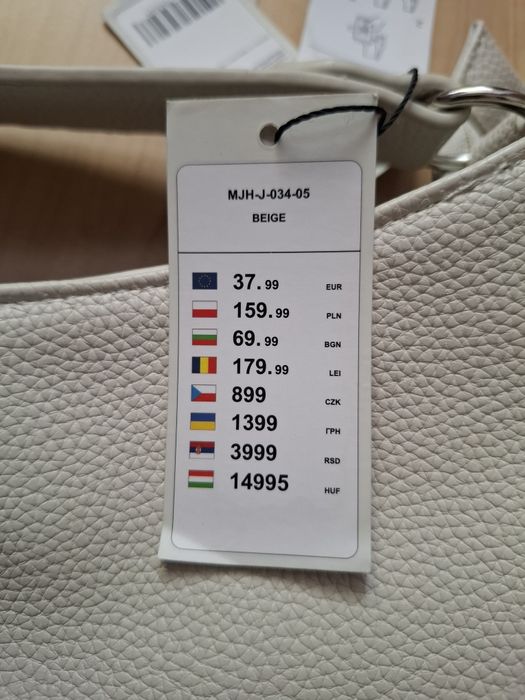 MJH-J-034-05
BEIGE
37.99 EUR
159.99 PLN
69.99 BGN
179.99 LEI
899 CZK
1399 ГРН
3999 RSD
14995 HUF